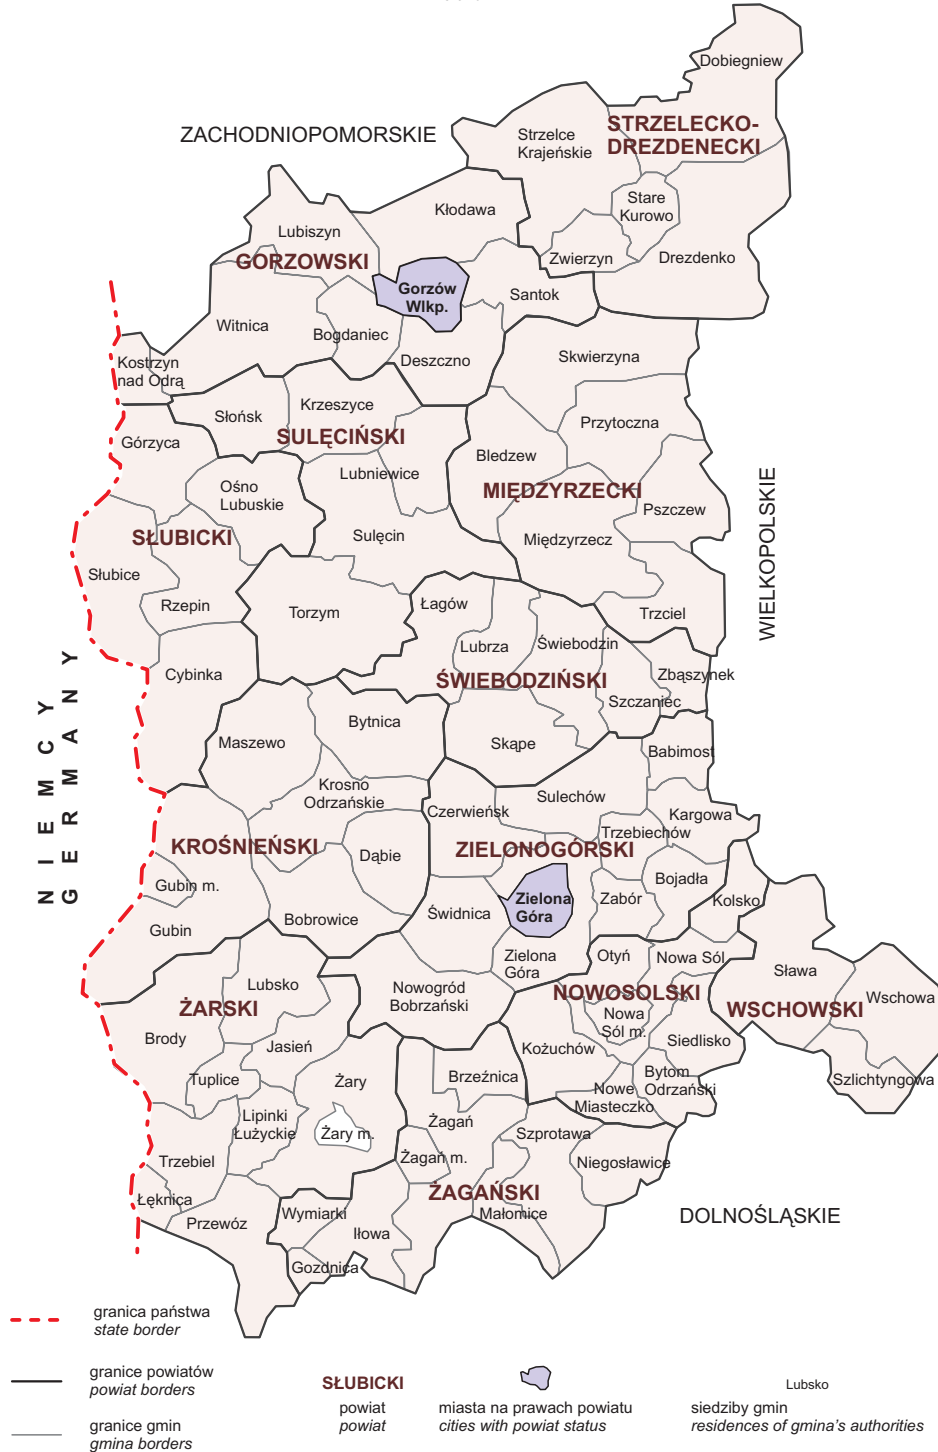 Dobiegniew
ZACHODNIOPOMORSKIE
Strzelce
Krajeńskie
STRZELECKO-
DREZDENECKI
Stare
Kurowo
Kłodawa
Lubiszyn
Zwierzyn
Drezdenko
GORZOWSKI
Gorzów
Wlkp.
Santok
Witnica
Bogdaniec
Deszczno
Skwierzyna
Kostrzyn
nad Odrą
Krzeszyce
Słońsk
SULĘCIŃSKI
Przytoczna
Górzyca
Bledzew
Lubniewice
Ośno
Lubuskie
MIĘDZYRZECKI
Pszczew
SŁUBICKI
Sulęcin
Międzyrzecz
WIELKOPOLSKIE
Słubice
Rzepin
Torzym
Łagów
Trzciel
Lubrza
Świebodzin
Cybinka
ŚWIEBODZIŃSKI
Zbąszynek
Szczaniec
NIEMCY
GERMANY
Bytnica
Maszewo
Skąpe
Babimost
Krosno
Odrzańskie
Sulechów
Czerwieńsk
Kargowa
Trzebiechów
KROŚNIEŃSKI
Dąbie
ZIELONOGÓRSKI
Gubin m.
Bojadła
Zabór
Kolsko
Zielona
Góra
Świdnica
Bobrowice
Gubin
Zielona
Góra
Otyń
Nowa Sól
Sława
Wschowa
Lubsko
Nowogród
Bobrzański
NOWOSOLSKI
ŻARSKI
WSCHOWSKI
Nowa
Sól m.
Brody
Jasień
Kożuchów
Siedlisko
Tuplice
Żary
Brzeźnica
Bytom
Odrzański
Szlichtyngowa
Nowe
Miasteczko
Lipinki
Łużyckie
Żary m.
Żagań
Szprotawa
Trzebiel
Żagań m.
Niegosławice
Łęknica
ŻAGAŃSKI
Przewóz
Wymiarki
Małomice
DOLNOŚLĄSKIE
Iłowa
Gozdnica
granica państwa
state border
granice powiatów
powiat borders
granice gmin
gmina borders
SŁUBICKI
powiat
powiat
miasta na prawach powiatu
cities with powiat status
Lubsko
siedziby gmin
residences of gmina's authorities